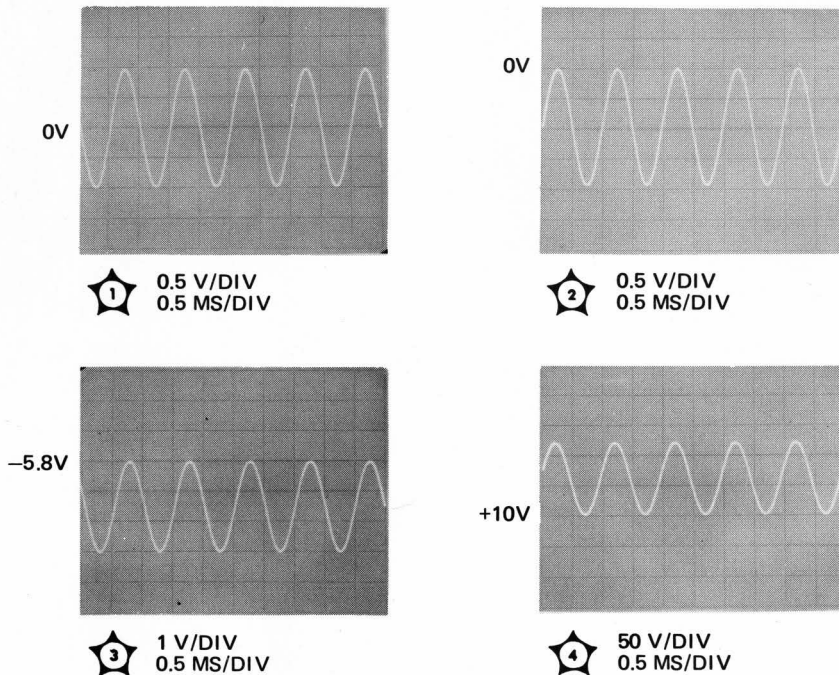 0V
0V
1
0.5 V/DIV
0.5 MS/DIV
2
0.5 V/DIV
0.5 MS/DIV
−5.8V
+10V
3
1 V/DIV
0.5 MS/DIV
4
50 V/DIV
0.5 MS/DIV